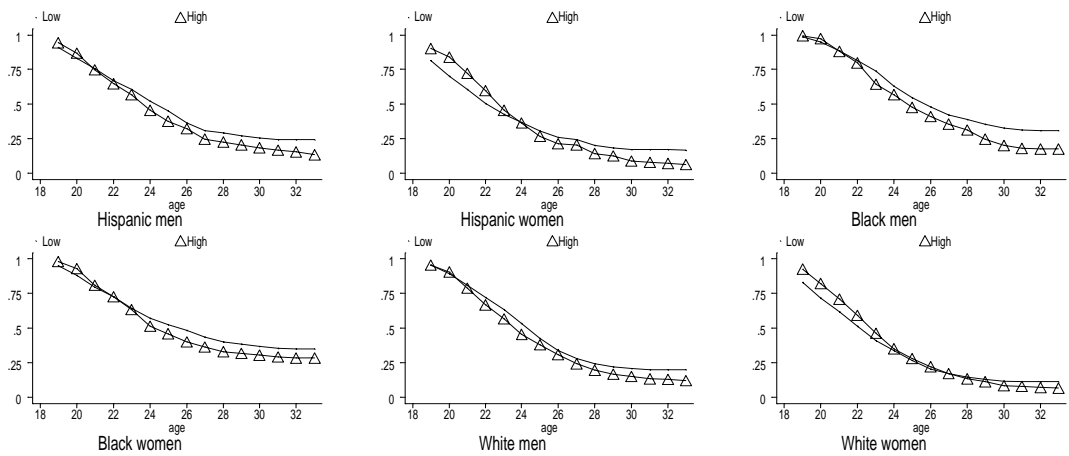 · Low △High · Low △High · Low △High
1 1 1
.75 .75 .75
.5 .5 .5
.25 .25 .25
0 0 0
18 20 22 24 26 28 30 32 18 20 22 24 26 28 30 32 18 20 22 24 26 28 30 32
age age age
Hispanic men Hispanic women Black men
· Low △High · Low △High · Low △High
1 1 1
.75 .75 .75
.5 .5 .5
.25 .25 .25
0 0 0
18 20 22 24 26 28 30 32 18 20 22 24 26 28 30 32 18 20 22 24 26 28 30 32
age age age
Black women White men White women